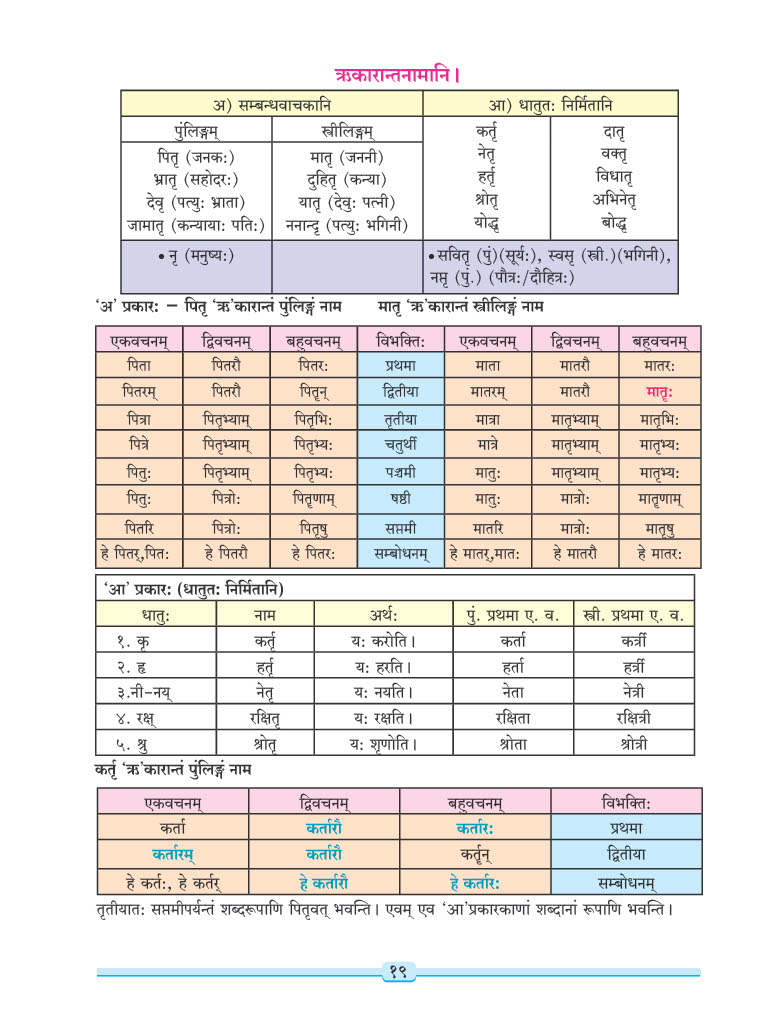 ऋकारान्तनामानि।
अ) सम्बन्धवाचकानि आ) धातुतः निर्मितानि
पुंलिङ्गम् स्त्रीलिङ्गम् कर्तृ दातृ
पितृ (जनकः) मातृ (जननी) नेतृ वक्तृ
भ्रातृ (सहोदरः) दुहितृ (कन्या) हर्तृ विधातृ
देवृ (पत्युः भ्राता) यातृ (देवुः पत्नी) श्रोतृ अभिनेतृ
जामातृ (कन्यायाः पतिः) ननान्दृ (पत्युः भगिनी) योद्धृ बोद्धृ
• नृ (मनुष्यः) • सवितृ (पुं)(सूर्यः), स्वसृ (स्त्री.)(भगिनी),
नप्तृ (पुं.) (पौत्रः/दौहित्रः)
‘अ’ प्रकारः – पितृ ‘ऋ’कारान्तं पुंलिङ्गं नाम मातृ ‘ऋ’कारान्तं स्त्रीलिङ्गं नाम
एकवचनम् द्विवचनम् बहुवचनम् विभक्तिः एकवचनम् द्विवचनम् बहुवचनम्
पिता पितरौ पितरः प्रथमा माता मातरौ मातरः
पितरम् पितरौ पितॄन् द्वितीया मातरम् मातरौ मातॄः
पित्रा पितृभ्याम् पितृभिः तृतीया मात्रा मातृभ्याम् मातृभिः
पित्रे पितृभ्याम् पितृभ्यः चतुर्थी मात्रे मातृभ्याम् मातृभ्यः
पितुः पितृभ्याम् पितृभ्यः पञ्चमी मातुः मातृभ्याम् मातृभ्यः
पितुः पित्रोः पितॄणाम् षष्ठी मातुः मात्रोः मातॄणाम्
पितरि पित्रोः पितृषु सप्तमी मातरि मात्रोः मातृषु
हे पितर्,पितः हे पितरौ हे पितरः सम्बोधनम् हे मातर्,मातः हे मातरौ हे मातरः
‘आ’ प्रकारः (धातुतः निर्मितानि)
धातुः नाम अर्थः पुं. प्रथमा ए. व. स्त्री. प्रथमा ए. व.
१. कृ कर्तृ यः करोति। कर्ता कर्त्री
२. हृ हर्तृ यः हरति। हर्ता हर्त्री
३.नी-नय् नेतृ यः नयति। नेता नेत्री
४. रक्ष् रक्षितृ यः रक्षति। रक्षिता रक्षित्री
५. श्रु श्रोतृ यः शृणोति। श्रोता श्रोत्री
कर्तृ ‘ऋ’कारान्तं पुंलिङ्गं नाम
एकवचनम् द्विवचनम् बहुवचनम् विभक्तिः
कर्ता कर्तारौ कर्तारः प्रथमा
कर्तारम् कर्तारौ कर्तॄन् द्वितीया
हे कर्तः, हे कर्तर् हे कर्तारौ हे कर्तारः सम्बोधनम्
तृतीयातः सप्तमीपर्यन्तं शब्दरूपाणि पितृवत् भवन्ति। एवम् एव ‘आ’प्रकारकाणां शब्दानां रूपाणि भवन्ति।
१९